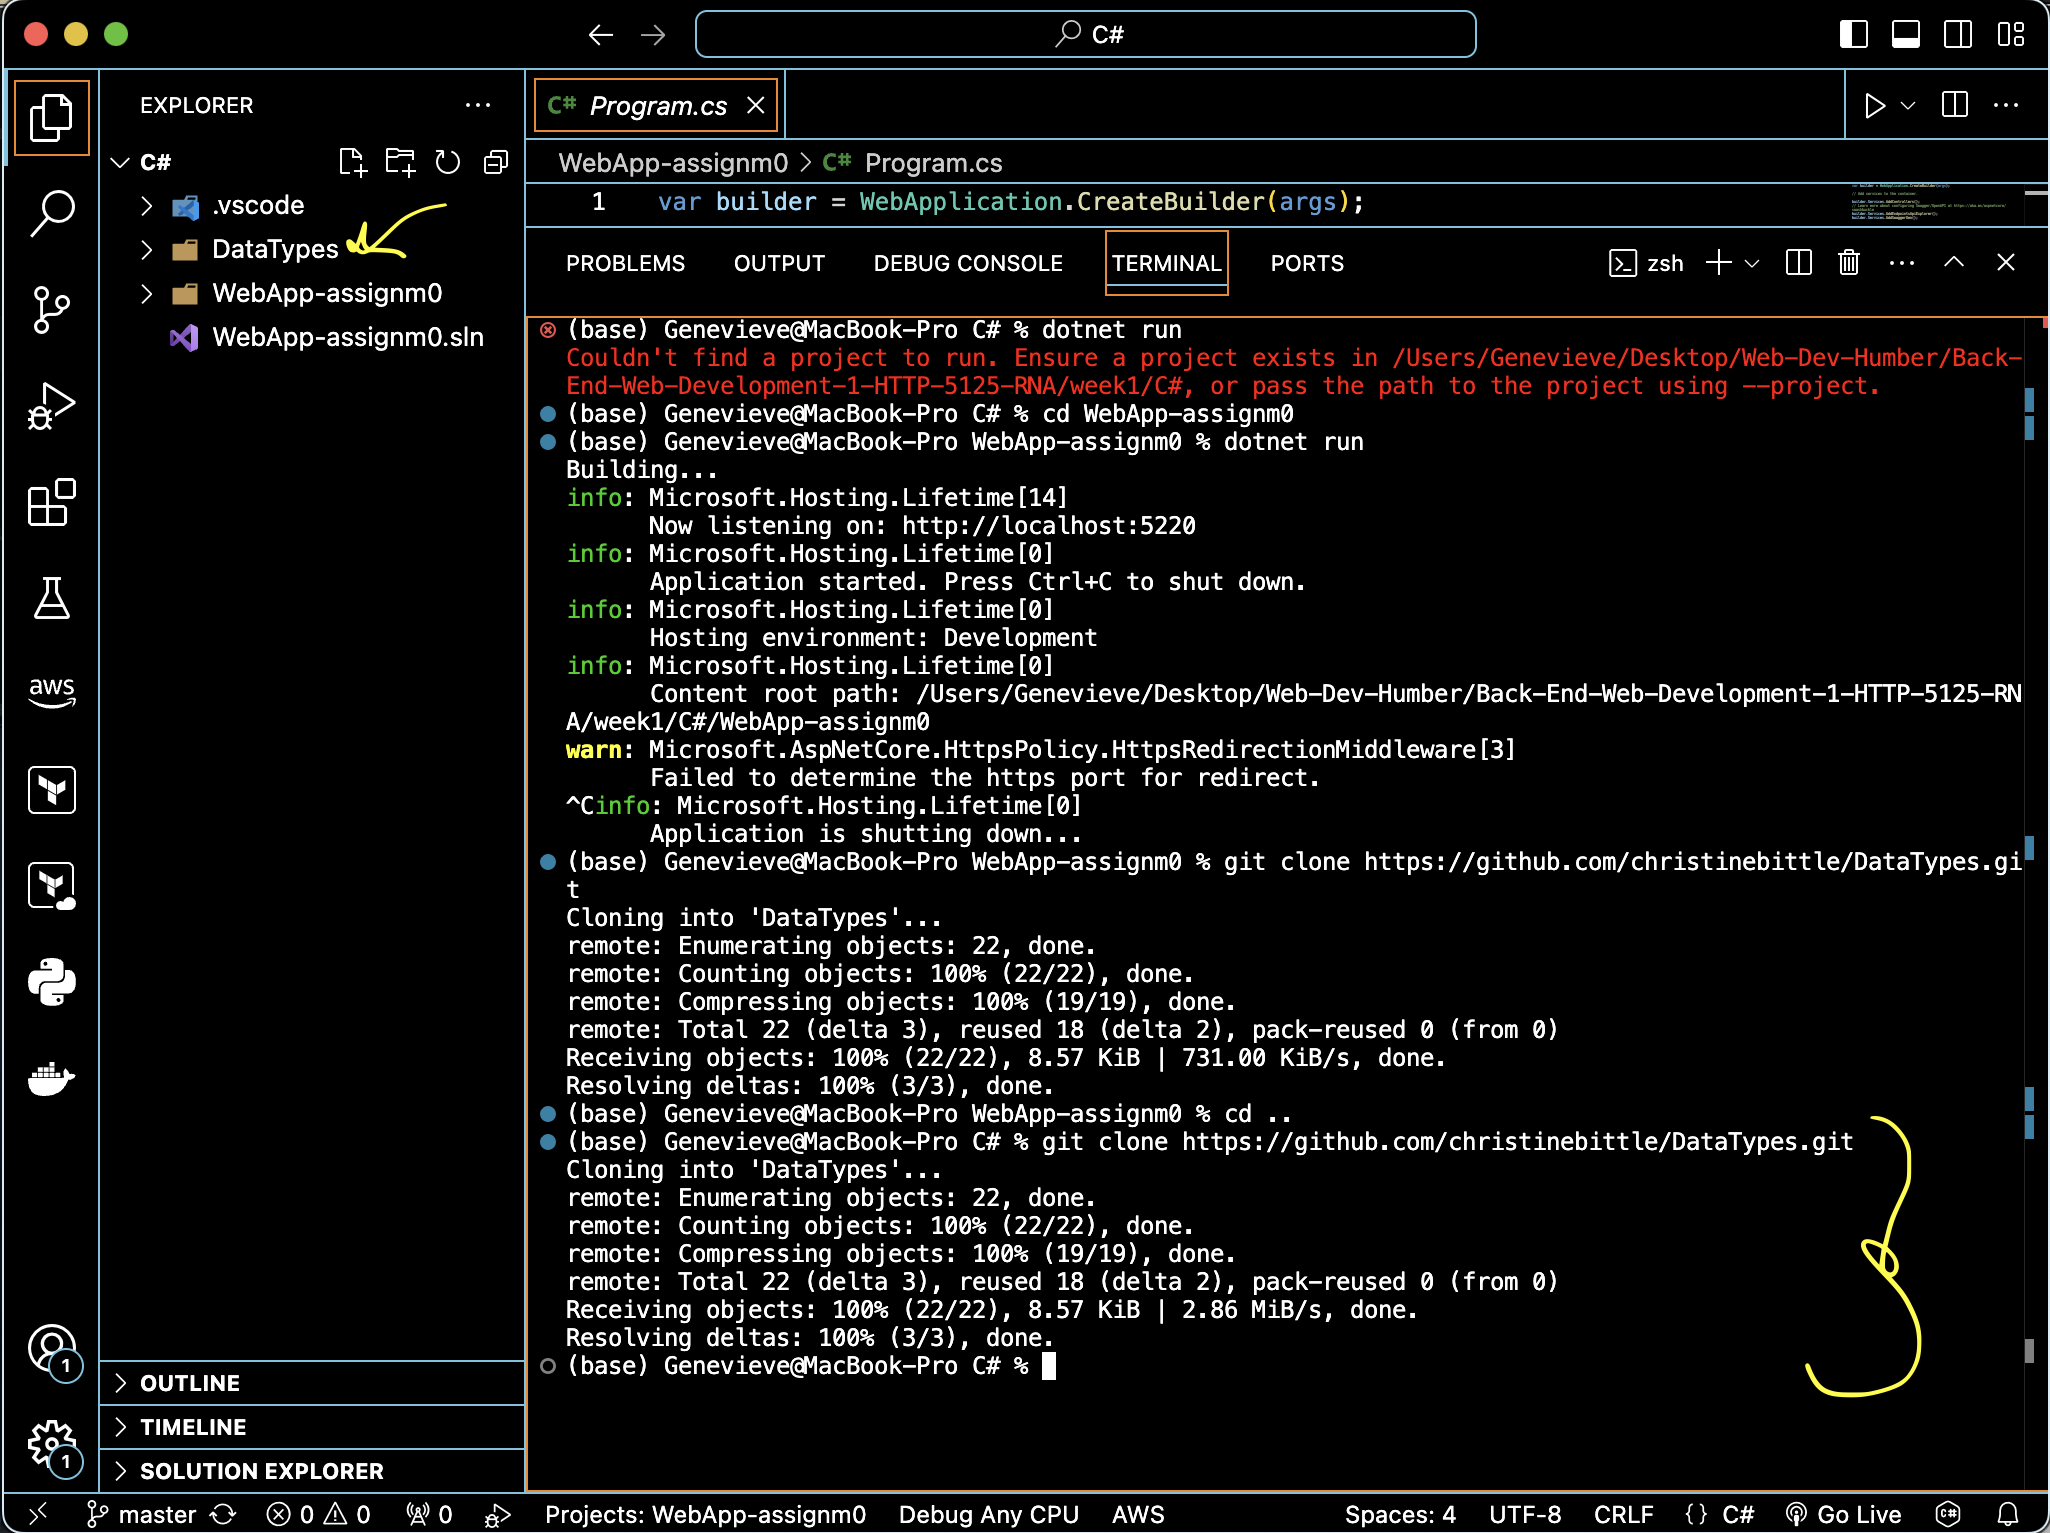 C#
EXPLORER
C#
.vscode
DataTypes
WebApp-assignm0
WebApp-assignm0.sln
C# Program.cs
WebApp-assignm0 > C# Program.cs
1 var builder = WebApplication.CreateBuilder(args);
PROBLEMS OUTPUT DEBUG CONSOLE TERMINAL PORTS zsh
(base) Genevieve@MacBook-Pro C# % dotnet run
Couldn't find a project to run. Ensure a project exists in /Users/Genevieve/Desktop/Web-Dev-Humber/Back-
End-Web-Development-1-HTTP-5125-RNA/week1/C#, or pass the path to the project using --project.
(base) Genevieve@MacBook-Pro C# % cd WebApp-assignm0
(base) Genevieve@MacBook-Pro WebApp-assignm0 % dotnet run
Building...
info: Microsoft.Hosting.Lifetime[14]
Now listening on: http://localhost:5220
info: Microsoft.Hosting.Lifetime[0]
Application started. Press Ctrl+C to shut down.
info: Microsoft.Hosting.Lifetime[0]
Hosting environment: Development
info: Microsoft.Hosting.Lifetime[0]
Content root path: /Users/Genevieve/Desktop/Web-Dev-Humber/Back-End-Web-Development-1-HTTP-5125-RN
A/week1/C#/WebApp-assignm0
warn: Microsoft.AspNetCore.HttpsPolicy.HttpsRedirectionMiddleware[3]
Failed to determine the https port for redirect.
^Cinfo: Microsoft.Hosting.Lifetime[0]
Application is shutting down...
(base) Genevieve@MacBook-Pro WebApp-assignm0 % git clone https://github.com/christinebittle/DataTypes.gi
t
Cloning into 'DataTypes'...
remote: Enumerating objects: 22, done.
remote: Counting objects: 100% (22/22), done.
remote: Compressing objects: 100% (19/19), done.
remote: Total 22 (delta 3), reused 18 (delta 2), pack-reused 0 (from 0)
Receiving objects: 100% (22/22), 8.57 KiB | 731.00 KiB/s, done.
Resolving deltas: 100% (3/3), done.
(base) Genevieve@MacBook-Pro WebApp-assignm0 % cd ..
(base) Genevieve@MacBook-Pro C# % git clone https://github.com/christinebittle/DataTypes.git
Cloning into 'DataTypes'...
remote: Enumerating objects: 22, done.
remote: Counting objects: 100% (22/22), done.
remote: Compressing objects: 100% (19/19), done.
remote: Total 22 (delta 3), reused 18 (delta 2), pack-reused 0 (from 0)
Receiving objects: 100% (22/22), 8.57 KiB | 2.86 MiB/s, done.
Resolving deltas: 100% (3/3), done.
(base) Genevieve@MacBook-Pro C# %
aws
1
1
OUTLINE
TIMELINE
SOLUTION EXPLORER
master 0 0 0 Projects: WebApp-assignm0 Debug Any CPU AWS Spaces: 4 UTF-8 CRLF {} C# Go Live